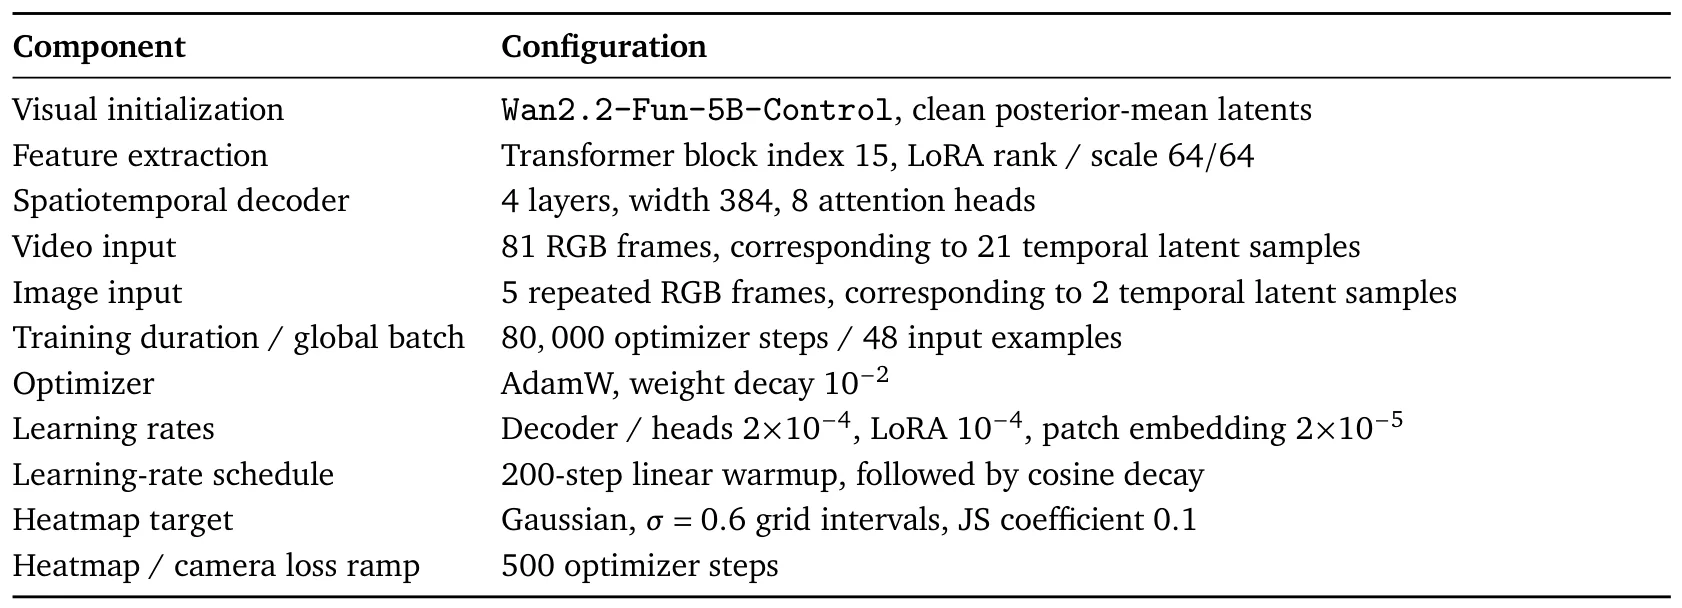 Component Configuration
Visual initialization Wan2.2-Fun-5B-Control, clean posterior-mean latents
Feature extraction Transformer block index 15, LoRA rank / scale 64/64
Spatiotemporal decoder 4 layers, width 384, 8 attention heads
Video input 81 RGB frames, corresponding to 21 temporal latent samples
Image input 5 repeated RGB frames, corresponding to 2 temporal latent samples
Training duration / global batch 80,000 optimizer steps / 48 input examples
Optimizer AdamW, weight decay 10⁻²
Learning rates Decoder / heads 2×10⁻⁴, LoRA 10⁻⁴, patch embedding 2×10⁻⁵
Learning-rate schedule 200-step linear warmup, followed by cosine decay
Heatmap target Gaussian, σ = 0.6 grid intervals, JS coefficient 0.1
Heatmap / camera loss ramp 500 optimizer steps